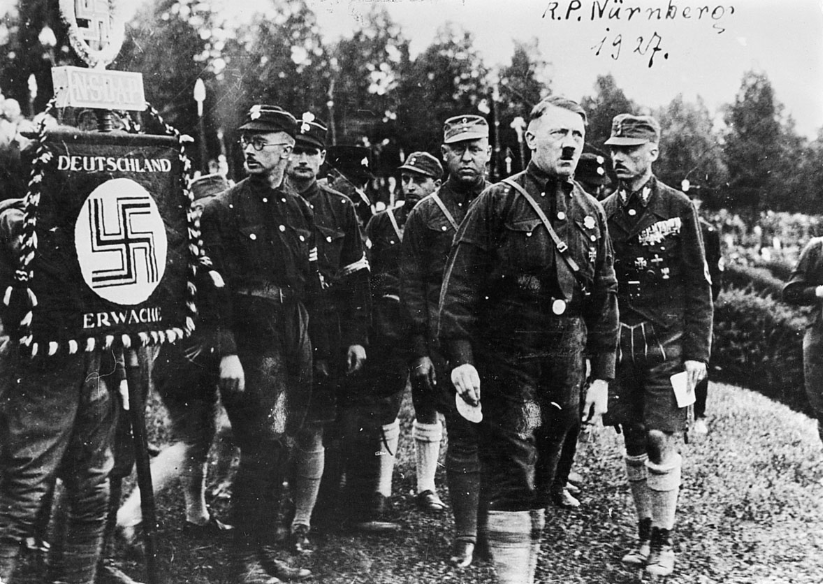 R.P. Nürnberg
1927.
NSDAP
DEUTSCHLAND
ERWACHE